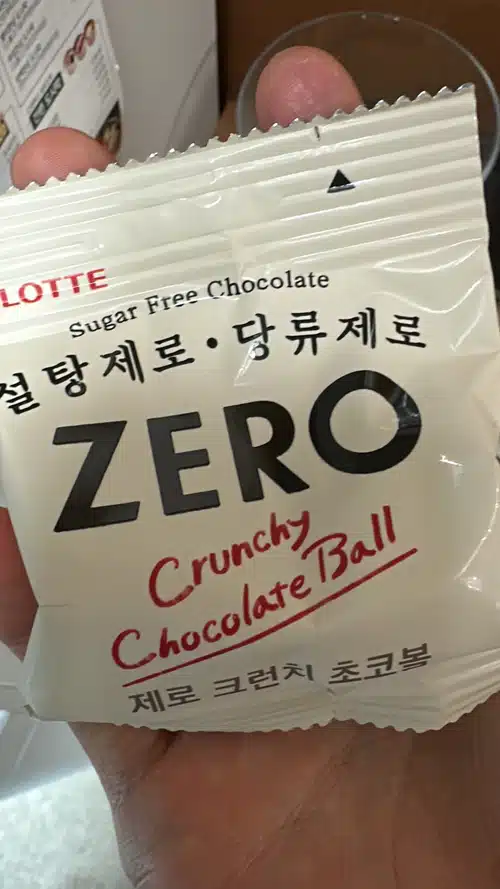 LOTTE
Sugar Free Chocolate
설탕제로•당류제로
ZERO
Crunchy
Chocolate Ball
제로 크런치 초코볼